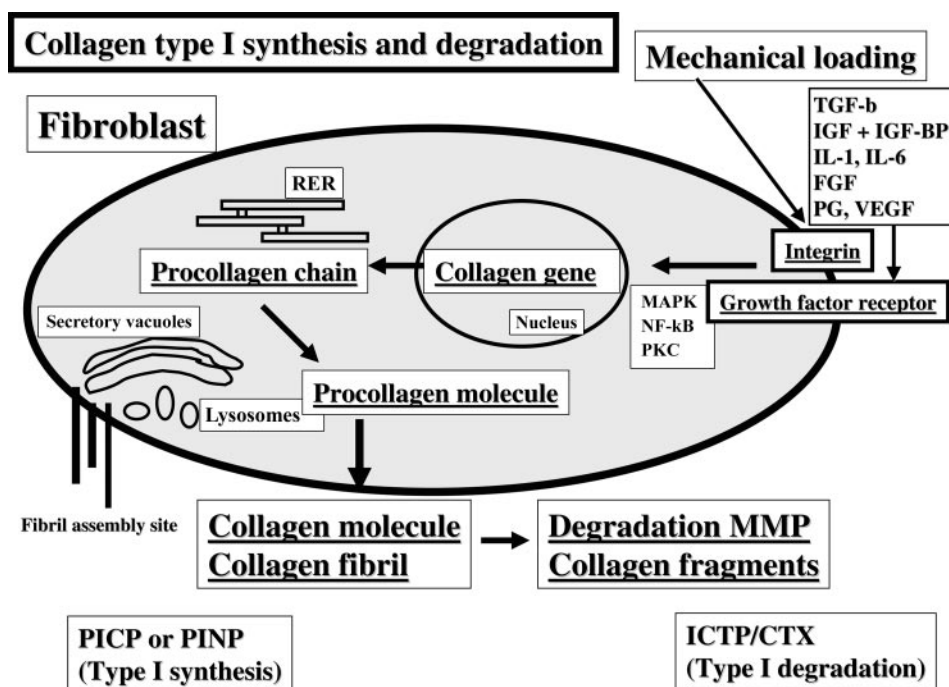 Collagen type I synthesis and degradation
Mechanical loading
TGF-b
IGF + IGF-BP
IL-1, IL-6
FGF
PG, VEGF
Fibroblast
RER
Integrin
Procollagen chain
Collagen gene
Growth factor receptor
MAPK
NF-kB
PKC
Nucleus
Secretory vacuoles
Procollagen molecule
Lysosomes
Fibril assembly site
Collagen molecule
Collagen fibril
Degradation MMP
Collagen fragments
PICP or PINP
(Type I synthesis)
ICTP/CTX
(Type I degradation)